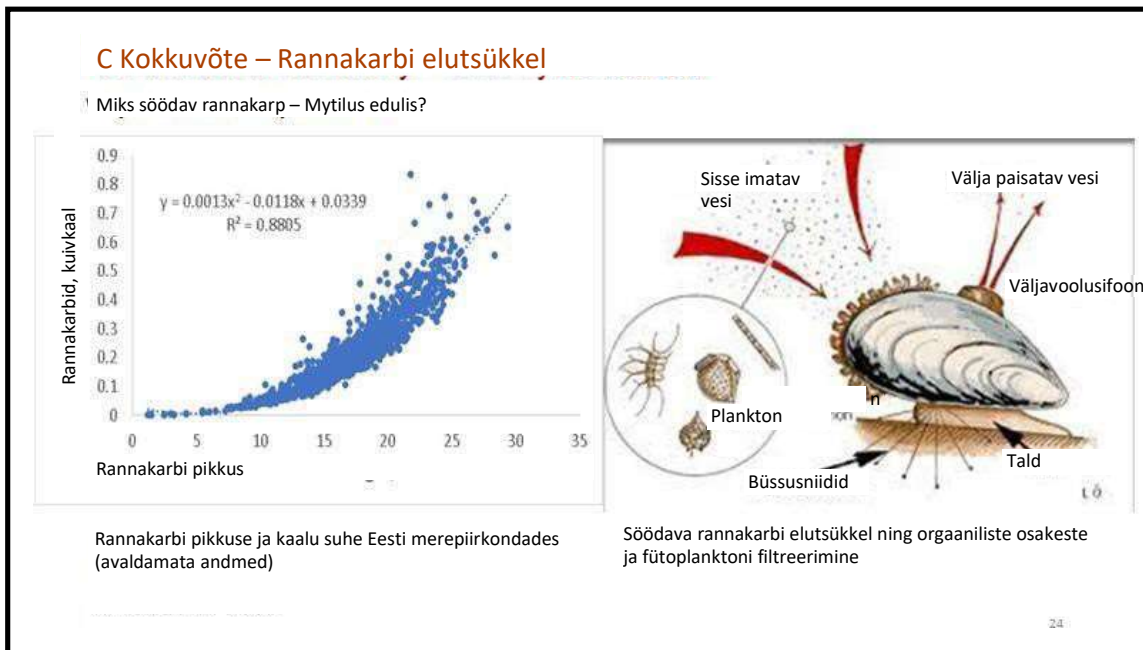 C Kokkuvõte – Rannakarbi elutsükkel
Miks söödav rannakarp – Mytilus edulis?
0.9
0.8
0.7
0.6
0.5
0.4
0.3
0.2
0.1
0
y = 0.0013x² - 0.0118x + 0.0339
R² = 0.8805
Rannakarbid, kuivkaal
0 5 10 15 20 25 30 35
Rannakarbi pikkus
Sisse imatav
vesi
Välja paisatav vesi
Väljavoolusifoon
Plankton
n
Büssusniidid
Tald
LÕ
Rannakarbi pikkuse ja kaalu suhe Eesti merepiirkondades
(avaldamata andmed)
Söödava rannakarbi elutsükkel ning orgaaniliste osakeste
ja fütoplanktoni filtreerimine
24